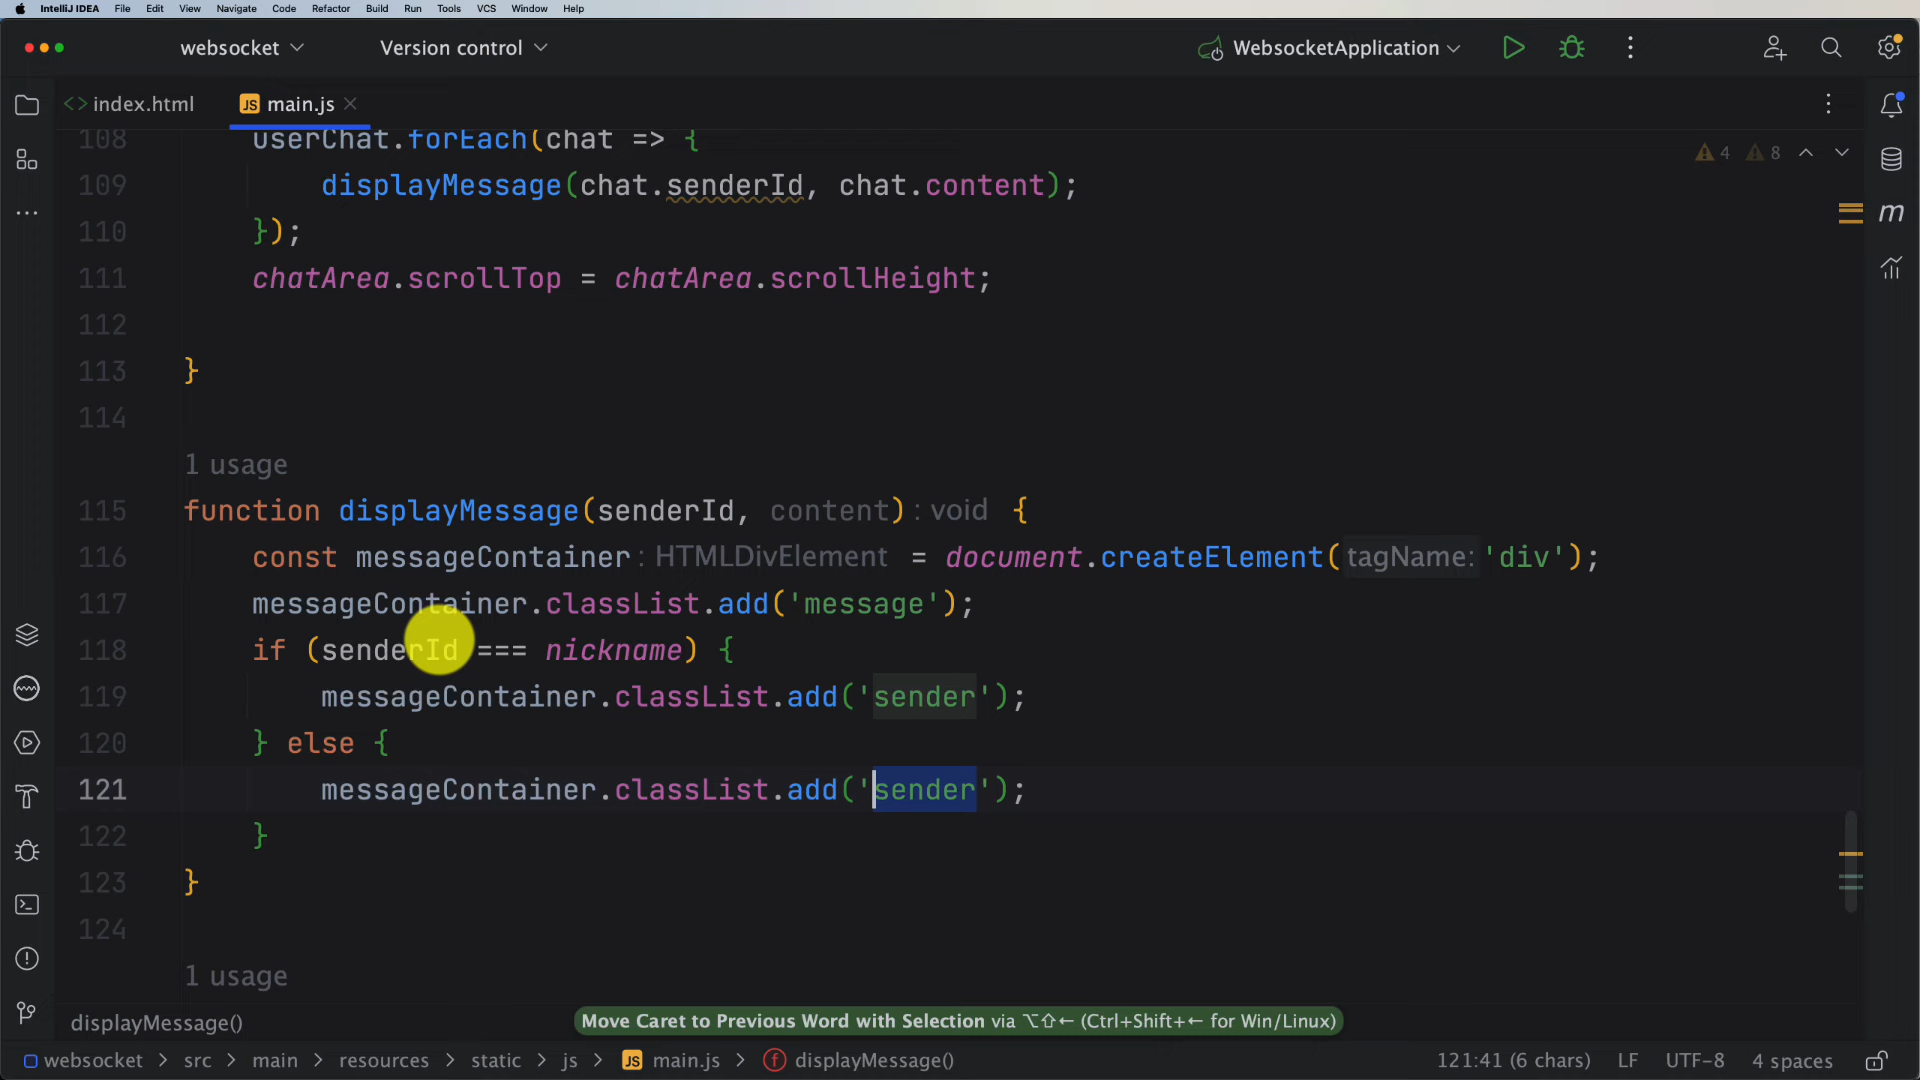 IntelliJ IDEA File Edit View Navigate Code Refactor Build Run Tools VCS Window Help
websocket Version control WebsocketApplication
index.html main.js
4 8
108 userChat.forEach(chat => {
109 displayMessage(chat.senderId, chat.content);
110 });
111 chatArea.scrollTop = chatArea.scrollHeight;
112
113 }
114
1 usage
115 function displayMessage(senderId, content) : void {
116 const messageContainer : HTMLDivElement = document.createElement( tagName: 'div');
117 messageContainer.classList.add('message');
118 if (senderId === nickname) {
119 messageContainer.classList.add('sender');
120 } else {
121 messageContainer.classList.add('sender');
122 }
123 }
124
1 usage
displayMessage()
Move Caret to Previous Word with Selection via ⌥⇧← (Ctrl+Shift+← for Win/Linux)
websocket > src > main > resources > static > js > JS main.js > f displayMessage() 121:41 (6 chars) LF UTF-8 4 spaces